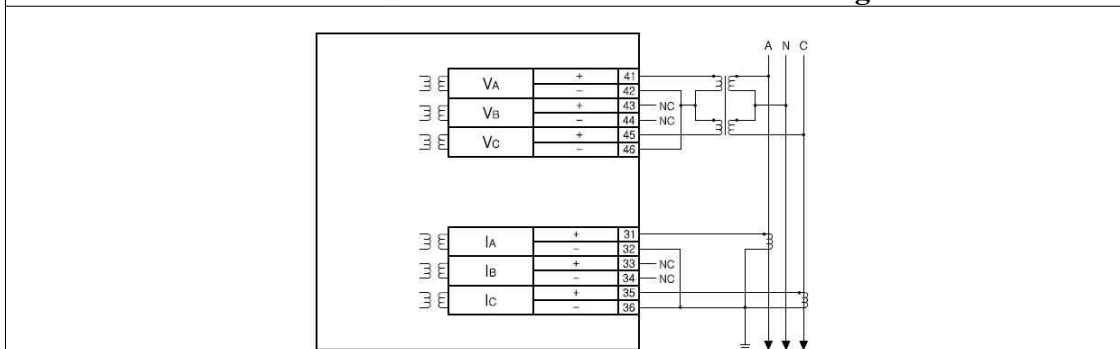 A N C
VA + 41
- 42
VB + 43 NC
- 44 NC
VC + 45
- 46
IA + 31
- 32
IB + 33 NC
- 34 NC
IC + 35
- 36